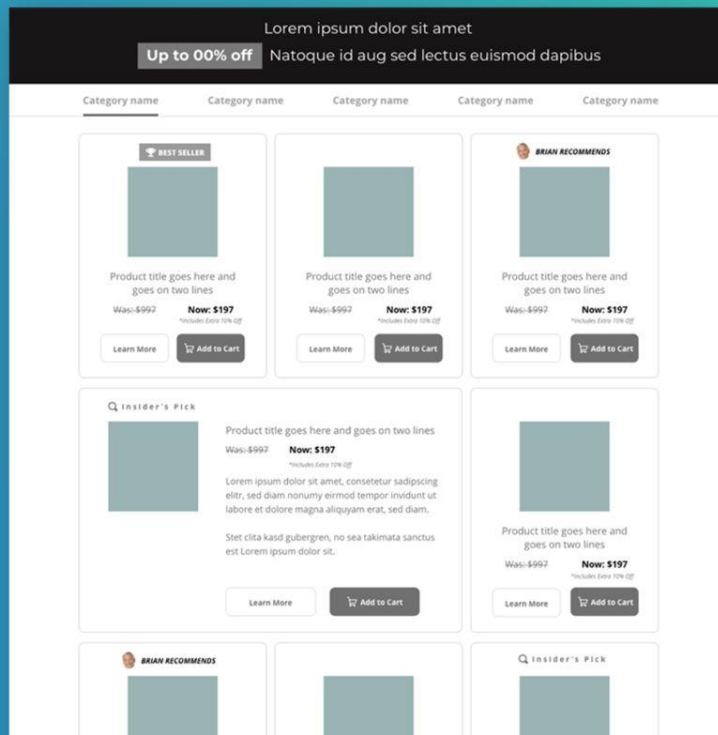 Lorem ipsum dolor sit amet
Up to 00% off Natoque id aug sed lectus euismod dapibus
Category name Category name Category name Category name Category name
BEST SELLER
Product title goes here and
goes on two lines
Was: $997 Now: $197
*Includes Extra 10% Off
Learn More Add to Cart
Product title goes here and
goes on two lines
Was: $997 Now: $197
*Includes Extra 10% Off
Learn More Add to Cart
BRIAN RECOMMENDS
Product title goes here and
goes on two lines
Was: $997 Now: $197
*Includes Extra 10% Off
Learn More Add to Cart
Insider's Pick
Product title goes here and goes on two lines
Was: $997 Now: $197
*Includes Extra 10% Off
Lorem ipsum dolor sit amet, consetetur sadipscing
elitr, sed diam nonumy eirmod tempor invidunt ut
labore et dolore magna aliquyam erat, sed diam.
Stet clita kasd gubergren, no sea takimata sanctus
est Lorem ipsum dolor sit.
Learn More Add to Cart
Product title goes here and
goes on two lines
Was: $997 Now: $197
*Includes Extra 10% Off
Learn More Add to Cart
BRIAN RECOMMENDS
Insider's Pick